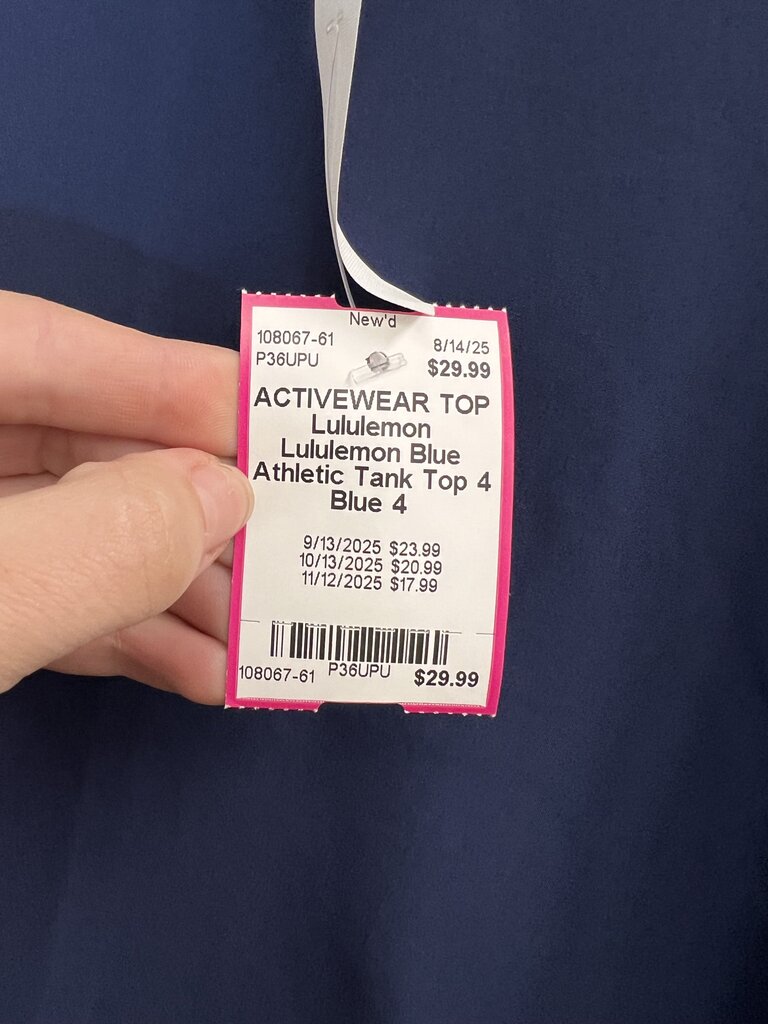 New'd
108067-61 8/14/25
P36UPU $29.99
ACTIVEWEAR TOP
Lululemon
Lululemon Blue
Athletic Tank Top 4
Blue 4
9/13/2025 $23.99
10/13/2025 $20.99
11/12/2025 $17.99
108067-61 P36UPU $29.99